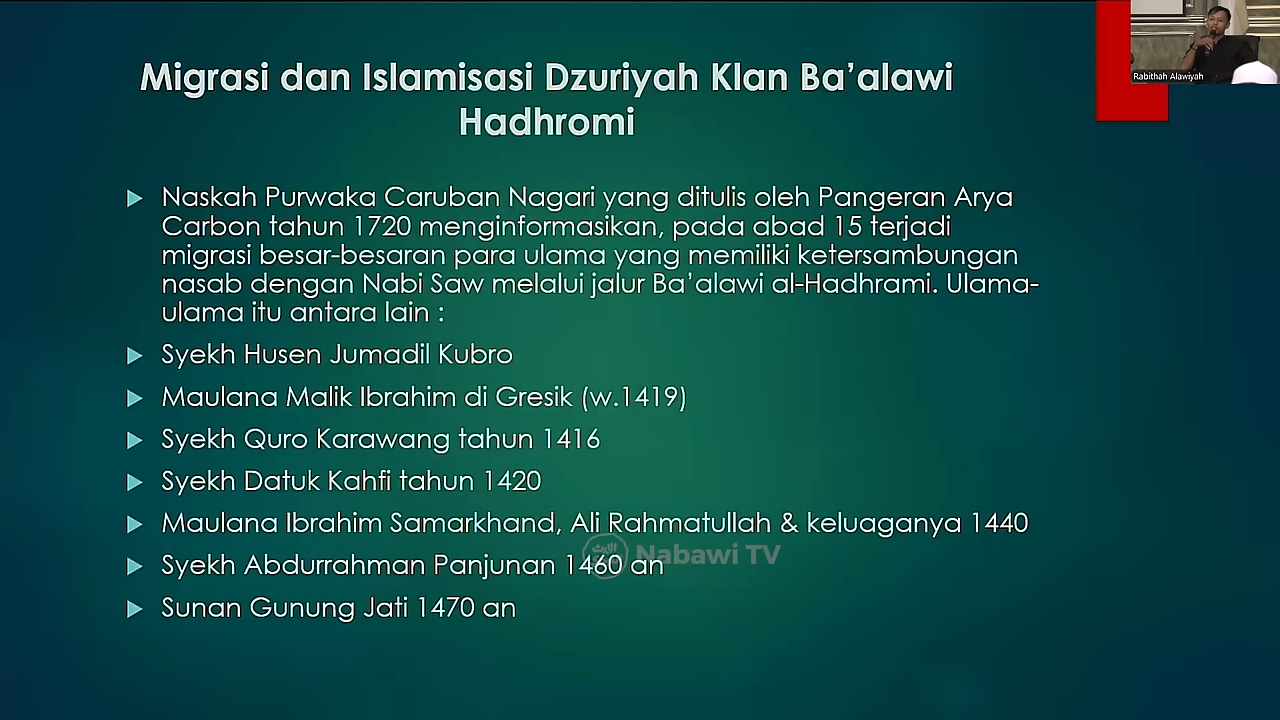 Migrasi dan Islamisasi Dzuriyah Klan Ba’alawi
Hadhromi
Rabithah Alawiyah
Naskah Purwaka Caruban Nagari yang ditulis oleh Pangeran Arya
Carbon tahun 1720 menginformasikan, pada abad 15 terjadi
migrasi besar-besaran para ulama yang memiliki ketersambungan
nasab dengan Nabi Saw melalui jalur Ba’alawi al-Hadhrami. Ulama-
ulama itu antara lain :
Syekh Husen Jumadil Kubro
Maulana Malik Ibrahim di Gresik (w.1419)
Syekh Quro Karawang tahun 1416
Syekh Datuk Kahfi tahun 1420
Maulana Ibrahim Samarkhand, Ali Rahmatullah & keluaganya 1440
Nabawi TV
Syekh Abdurrahman Panjunan 1460 an
Sunan Gunung Jati 1470 an